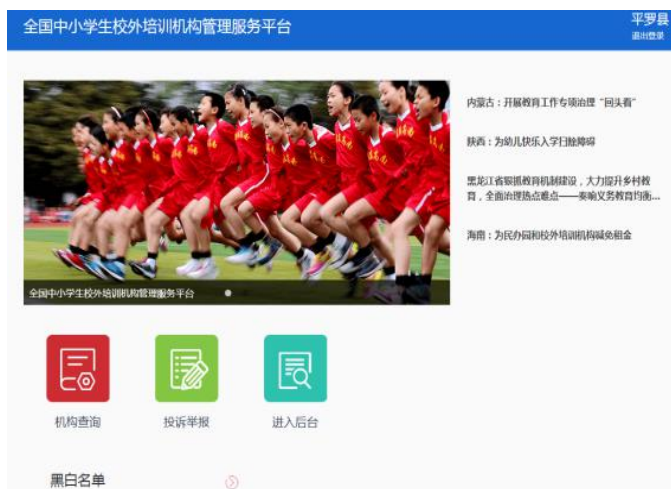 全国中小学生校外培训机构管理服务平台
平罗县
退出登录
内蒙古：开展教育工作专项治理“回头看”
陕西：为幼儿快乐入学扫除障碍
黑龙江省狠抓教育机制建设，大力提升乡村教
育，全面治理热点难点——奏响义务教育均衡...
海南：为民办园和校外培训机构减免租金
全国中小学生校外培训机构管理服务平台
机构查询
投诉举报
进入后台
黑白名单